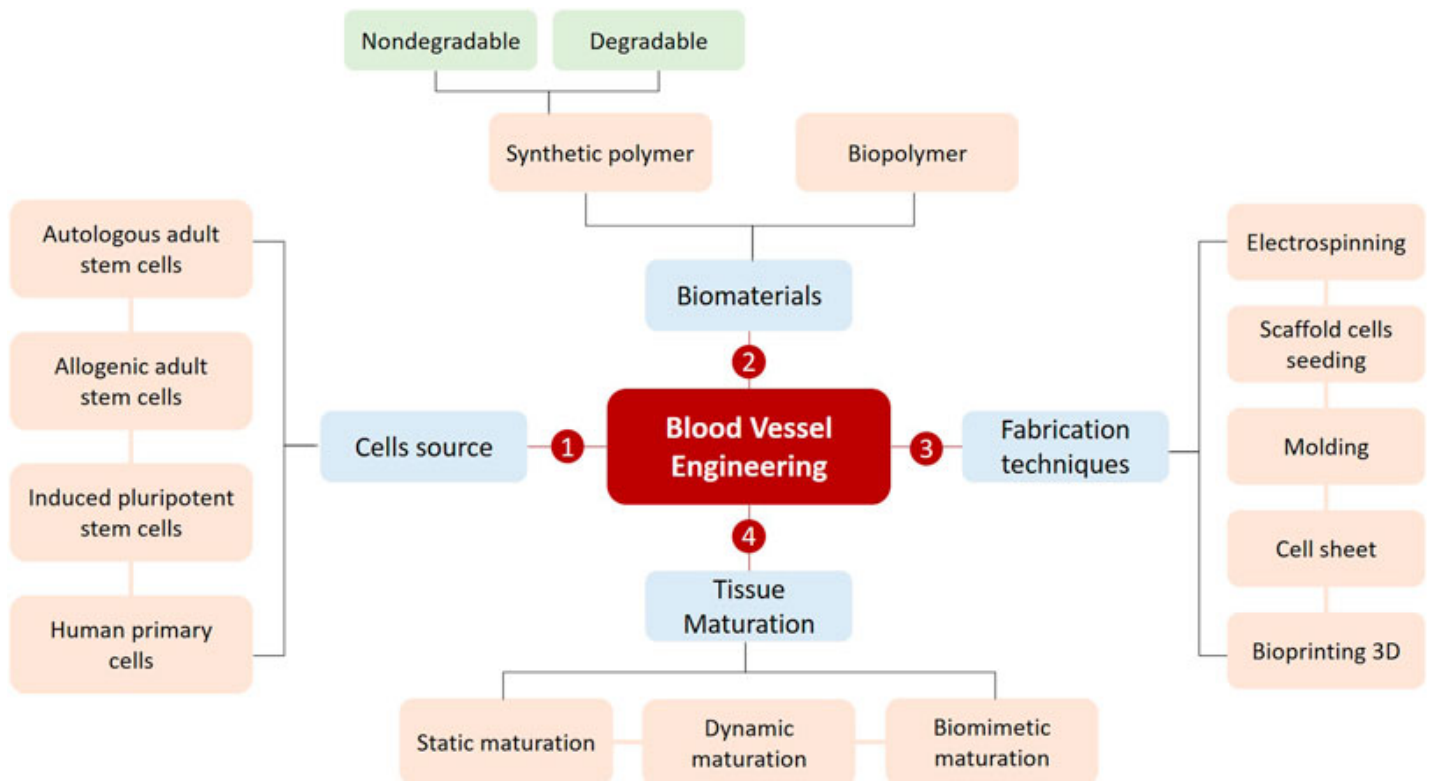 Nondegradable
Degradable
Synthetic polymer
Biopolymer
Autologous adult
stem cells
Allogenic adult
stem cells
Induced pluripotent
stem cells
Human primary
cells
Cells source
1
Biomaterials
2
Blood Vessel
Engineering
3
Fabrication
techniques
Electrospinning
Scaffold cells
seeding
Molding
Cell sheet
Bioprinting 3D
4
Tissue
Maturation
Static maturation
Dynamic
maturation
Biomimetic
maturation